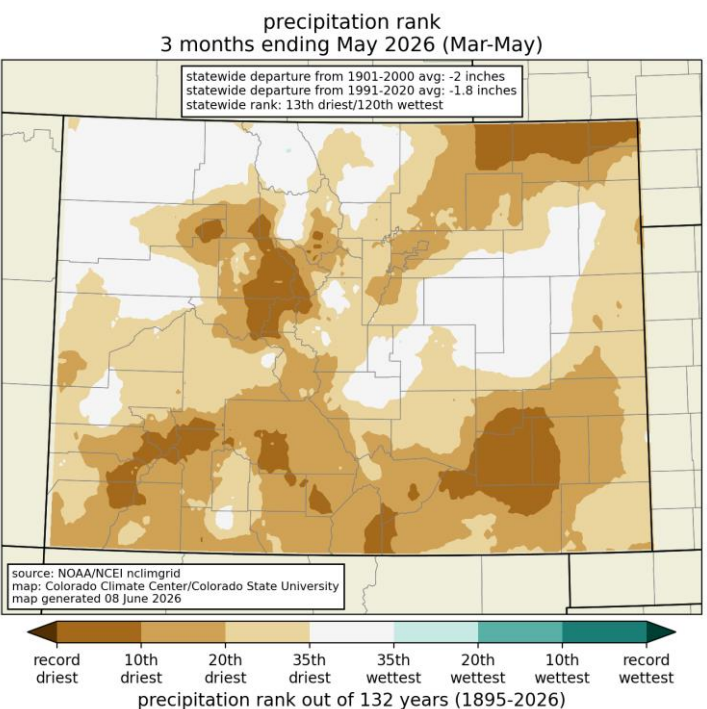 precipitation rank
3 months ending May 2026 (Mar-May)
statewide departure from 1901-2000 avg: -2 inches
statewide departure from 1991-2020 avg: -1.8 inches
statewide rank: 13th driest/120th wettest
source: NOAA/NCEI nclimgrid
map: Colorado Climate Center/Colorado State University
map generated 08 June 2026
record driest
10th driest
20th driest
35th driest
35th wettest
20th wettest
10th wettest
record wettest
precipitation rank out of 132 years (1895-2026)